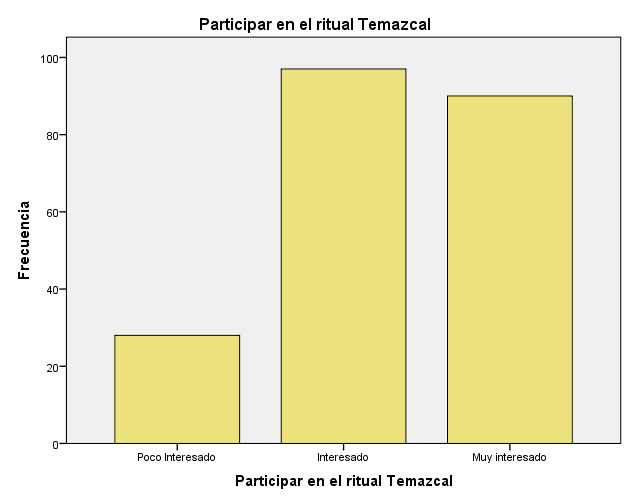 Participar en el ritual Temazcal
Frecuencia
100
80
60
40
20
0
Poco Interesado
Interesado
Muy interesado
Participar en el ritual Temazcal